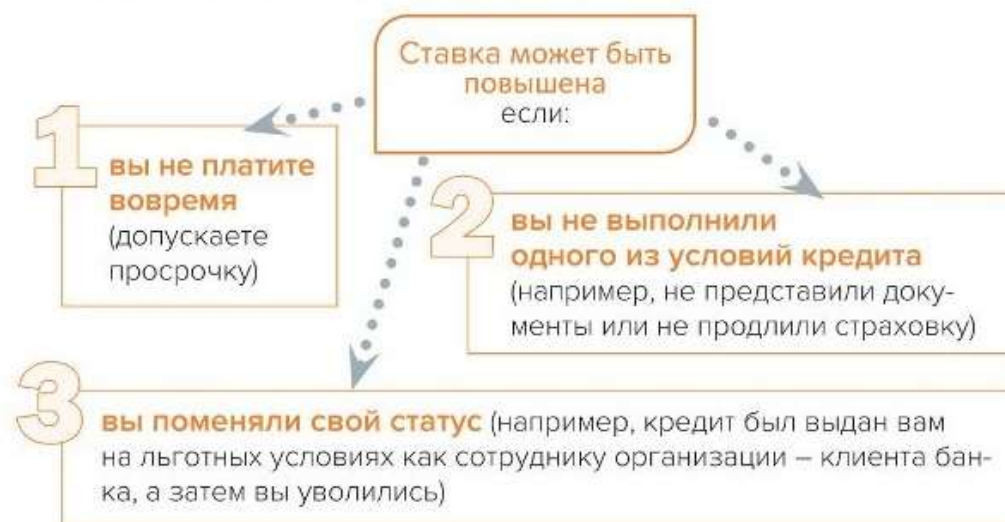 Ставка может быть
повышена
если:
1
вы не платите
вовремя
(допускаете
просрочку)
2
вы не выполнили
одного из условий кредита
(например, не представили доку-
менты или не продлили страховку)
3
вы поменяли свой статус (например, кредит был выдан вам
на льготных условиях как сотруднику организации – клиента бан-
ка, а затем вы уволились)